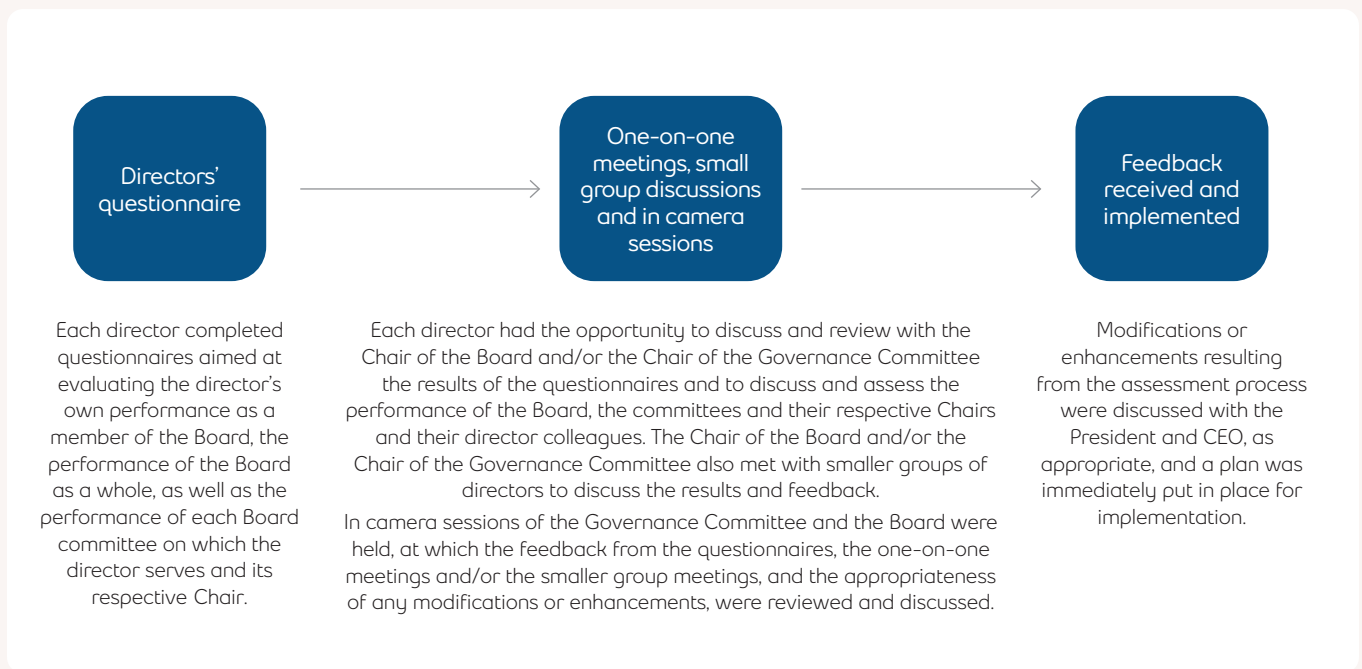 Directors’
questionnaire
One-on-one
meetings, small
group discussions
and in camera
sessions
Feedback
received and
implemented
Each director completed
questionnaires aimed at
evaluating the director’s
own performance as a
member of the Board, the
performance of the Board
as a whole, as well as the
performance of each Board
committee on which the
director serves and its
respective Chair.
Each director had the opportunity to discuss and review with the
Chair of the Board and/or the Chair of the Governance Committee
the results of the questionnaires and to discuss and assess the
performance of the Board, the committees and their respective Chairs
and their director colleagues. The Chair of the Board and/or the
Chair of the Governance Committee also met with smaller groups of
directors to discuss the results and feedback.
In camera sessions of the Governance Committee and the Board were
held, at which the feedback from the questionnaires, the one-on-one
meetings and/or the smaller group meetings, and the appropriateness
of any modifications or enhancements, were reviewed and discussed.
Modifications or
enhancements resulting
from the assessment process
were discussed with the
President and CEO, as
appropriate, and a plan was
immediately put in place for
implementation.